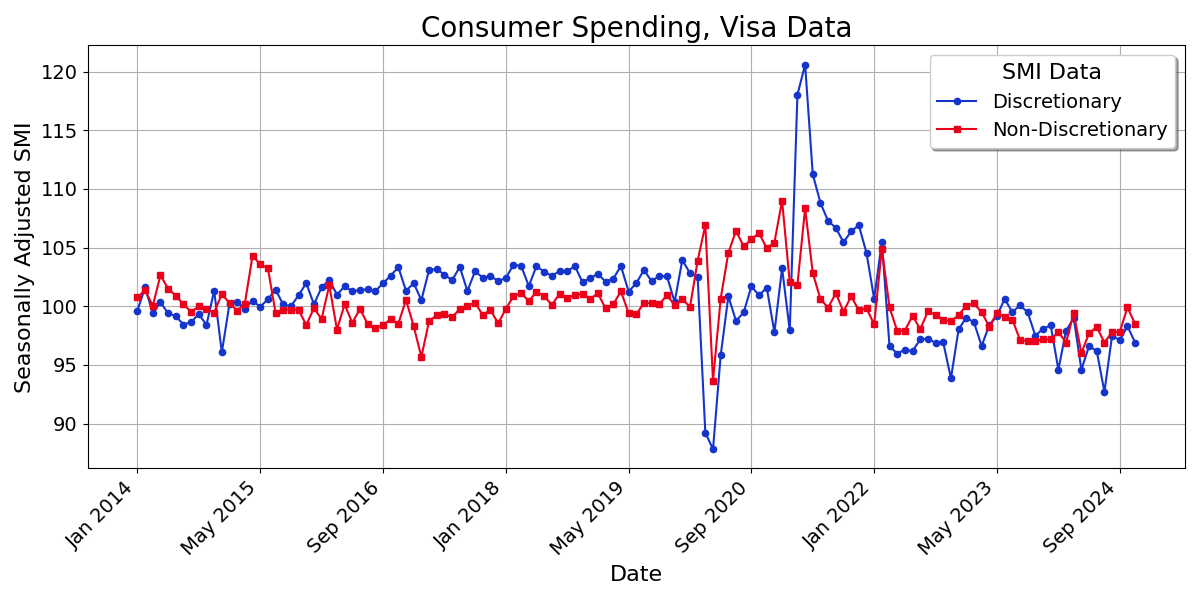 Consumer Spending, Visa Data
SMI Data
Discretionary
Non-Discretionary
Seasonally Adjusted SMI
120
115
110
105
100
95
90
Jan 2014
May 2015
Sep 2016
Jan 2018
May 2019
Sep 2020
Jan 2022
May 2023
Sep 2024
Date